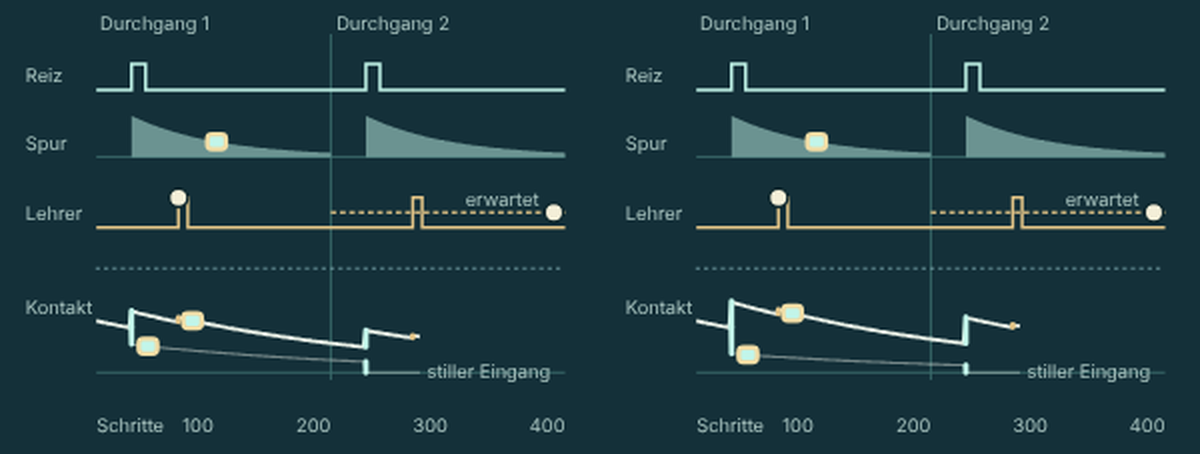 Durchgang 1 Durchgang 2
Reiz
Spur
erwartet
Lehrer
Kontakt
stiller Eingang
Schritte 100 200 300 400
Durchgang 1 Durchgang 2
Reiz
Spur
erwartet
Lehrer
Kontakt
stiller Eingang
Schritte 100 200 300 400